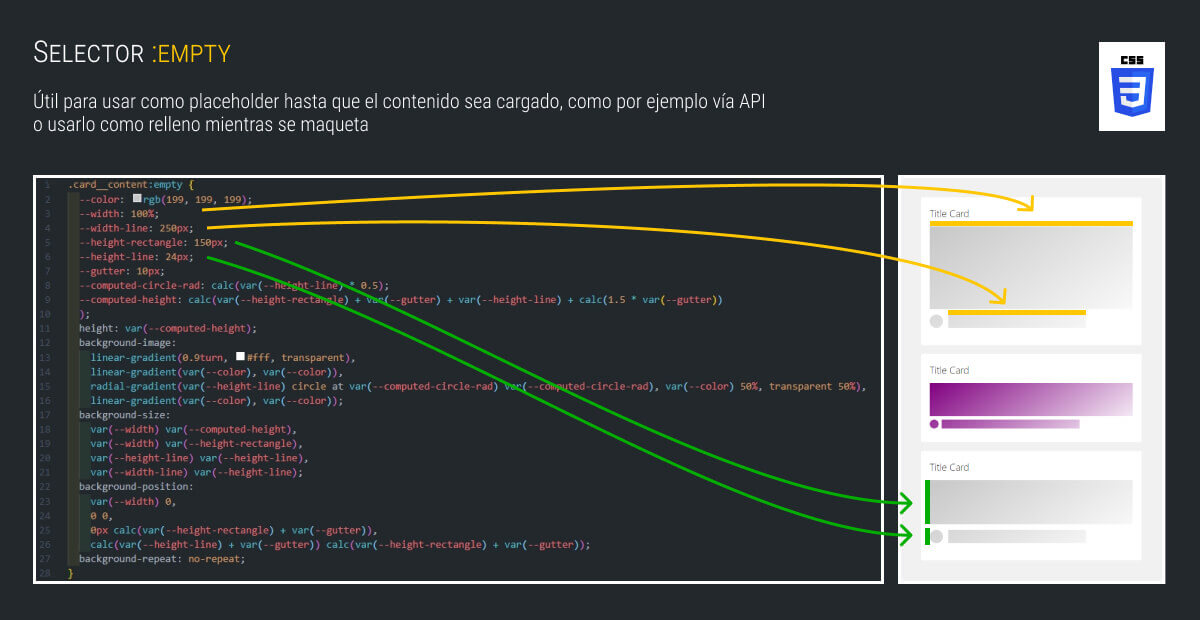 SELECTOR :EMPTY
CSS
Útil para usar como placeholder hasta que el contenido sea cargado, como por ejemplo vía API
o usarlo como relleno mientras se maqueta
1 .card__content:empty {
2 --color: rgb(199, 199, 199);
3 --width: 100%;
4 --width-line: 250px;
5 --height-rectangle: 150px;
6 --height-line: 24px;
7 --gutter: 10px;
8 --computed-circle-rad: calc(var(--height-line) * 0.5);
9 --computed-height: calc(var(--height-rectangle) + var(--gutter) + var(--height-line) + calc(1.5 * var(--gutter))
10 );
11 height: var(--computed-height);
12 background-image:
13 linear-gradient(0.9turn, #fff, transparent),
14 linear-gradient(var(--color), var(--color)),
15 radial-gradient(var(--height-line) circle at var(--computed-circle-rad) var(--computed-circle-rad), var(--color) 50%, transparent 50%),
16 linear-gradient(var(--color), var(--color));
17 background-size:
18 var(--width) var(--computed-height),
19 var(--width) var(--height-rectangle),
20 var(--height-line) var(--height-line),
21 var(--width-line) var(--height-line);
22 background-position:
23 var(--width) 0,
24 0 0,
25 0px calc(var(--height-rectangle) + var(--gutter)),
26 calc(var(--height-line) + var(--gutter)) calc(var(--height-rectangle) + var(--gutter));
27 background-repeat: no-repeat;
28 }
Title Card
Title Card
Title Card